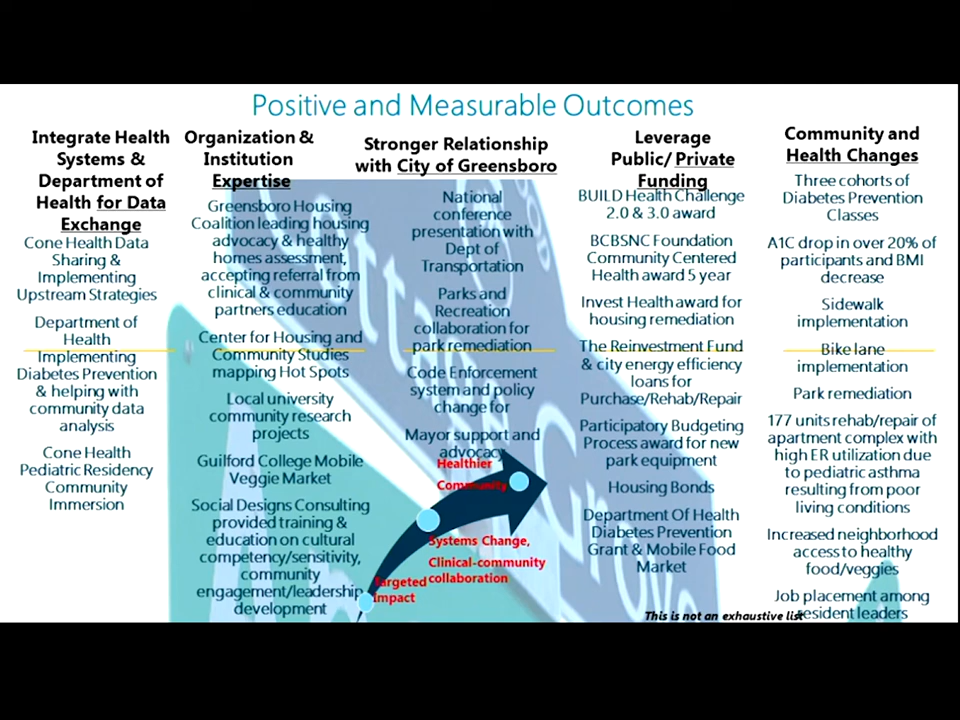 Positive and Measurable Outcomes
Integrate Health
Systems &
Department of
Health for Data
Exchange
Cone Health Data
Sharing &
Implementing
Upstream Strategies
Department of
Health
Implementing
Diabetes Prevention
& helping with
community data
analysis
Cone Health
Pediatric Residency
Community
Immersion
Organization &
Institution
Expertise
Greensboro Housing
Coalition leading housing
advocacy & healthy
homes assessment,
accepting referral from
clinical & community
partners education
Center for Housing and
Community Studies
mapping Hot Spots
Local university
community research
projects
Guilford College Mobile
Veggie Market
Social Designs Consulting
provided training &
education on cultural
competency/sensitivity,
community
engagement/leadership
development
Stronger Relationship
with City of Greensboro
National
conference
presentation with
Dept of
Transportation
Parks and
Recreation
collaboration for
park remediation
Code Enforcement
system and policy
change for
Mayor support and
advocacy
Healthier
Community
Systems Change,
Clinical-community
collaboration
Targeted
Impact
Leverage
Public/ Private
Funding
BUILD Health Challenge
2.0 & 3.0 award
BCBSNC Foundation
Community Centered
Health award 5 year
Invest Health award for
housing remediation
The Reinvestment Fund
& city energy efficiency
loans for
Purchase/Rehab/Repair
Participatory Budgeting
Process award for new
park equipment
Housing Bonds
Department Of Health
Diabetes Prevention
Grant & Mobile Food
Market
This is not an exhaustive list
Community and
Health Changes
Three cohorts of
Diabetes Prevention
Classes
A1C drop in over 20% of
participants and BMI
decrease
Sidewalk
implementation
Bike lane
implementation
Park remediation
177 units rehab/repair of
apartment complex with
high ER utilization due
to pediatric asthma
resulting from poor
living conditions
Increased neighborhood
access to healthy
food/veggies
Job placement among
resident leaders